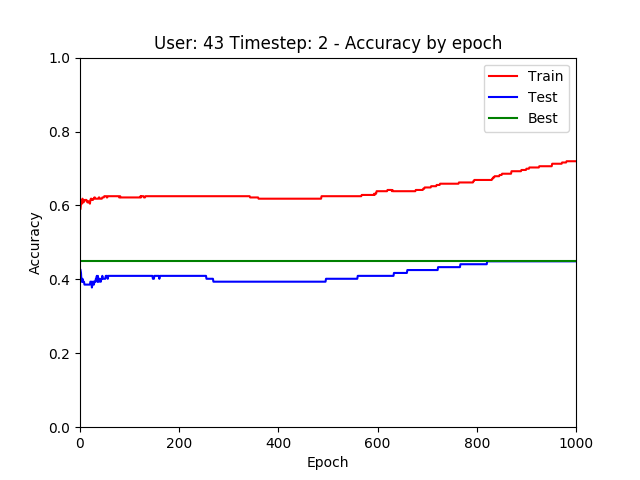 User: 43 Timestep: 2 - Accuracy by epoch
1.0
0.8
0.6
0.4
0.2
0.0
Accuracy
Train
Test
Best
0 200 400 600 800 1000
Epoch